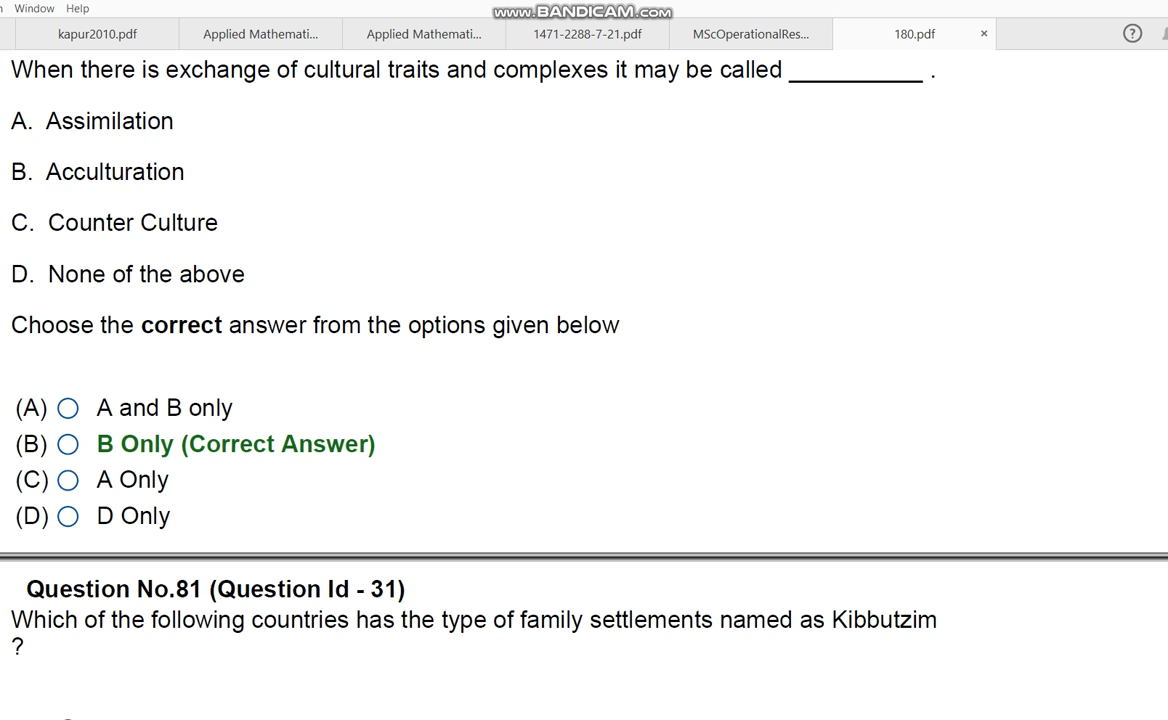 Window Help
www.BANDICAM.com
kapur2010.pdf Applied Mathemati... Applied Mathemati... 1471-2288-7-21.pdf MScOperationalRes... 180.pdf × ?
When there is exchange of cultural traits and complexes it may be called ___________ .
A. Assimilation
B. Acculturation
C. Counter Culture
D. None of the above
Choose the correct answer from the options given below
(A) A and B only
(B) B Only (Correct Answer)
(C) A Only
(D) D Only
Question No.81 (Question Id - 31)
Which of the following countries has the type of family settlements named as Kibbutzim
?